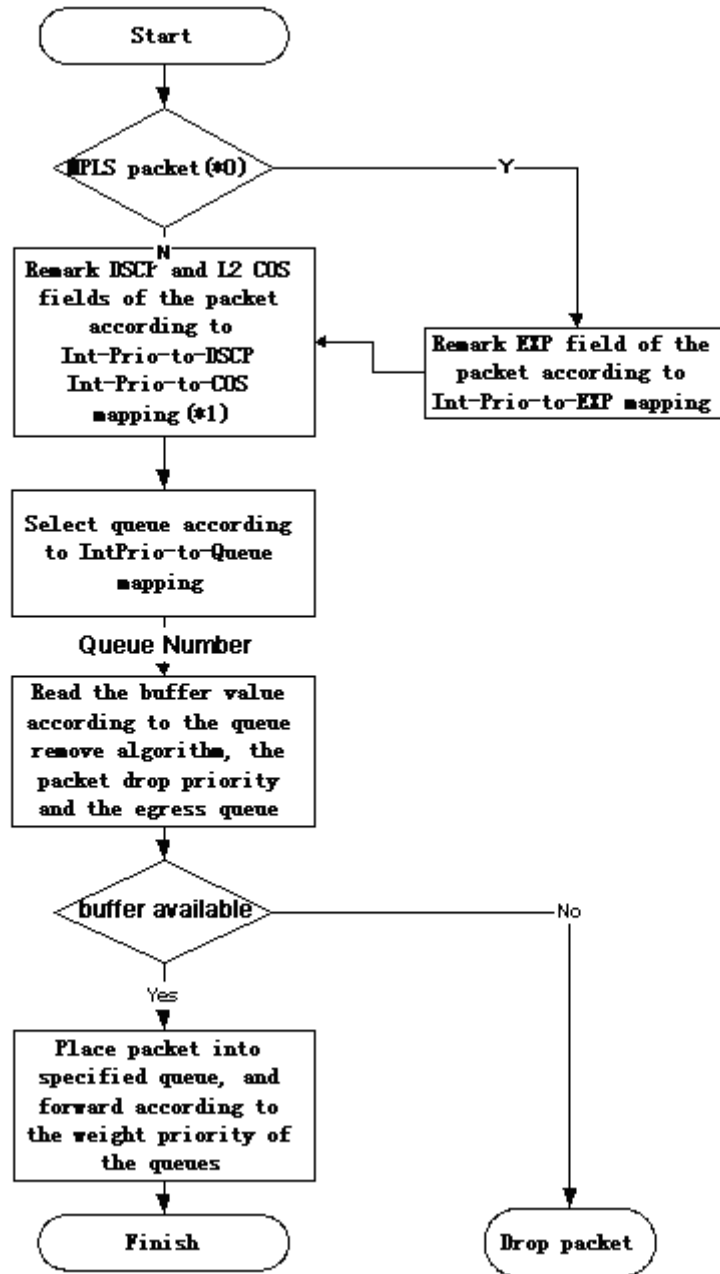 Start
MPLS packet(*0)
Y
N
Remark DSCP and L2 COS
fields of the packet
according to
Int-Prio-to-DSCP
Int-Prio-to-COS
mapping(*1)
Remark EXP field of the
packet according to
Int-Prio-to-EXP mapping
Select queue according
to IntPrio-to-Queue
mapping
Queue Number
Read the buffer value
according to the queue
remove algorithm, the
packet drop priority
and the egress queue
buffer available
No
Yes
Place packet into
specified queue, and
forward according to
the weight priority of
the queues
Finish
Drop packet